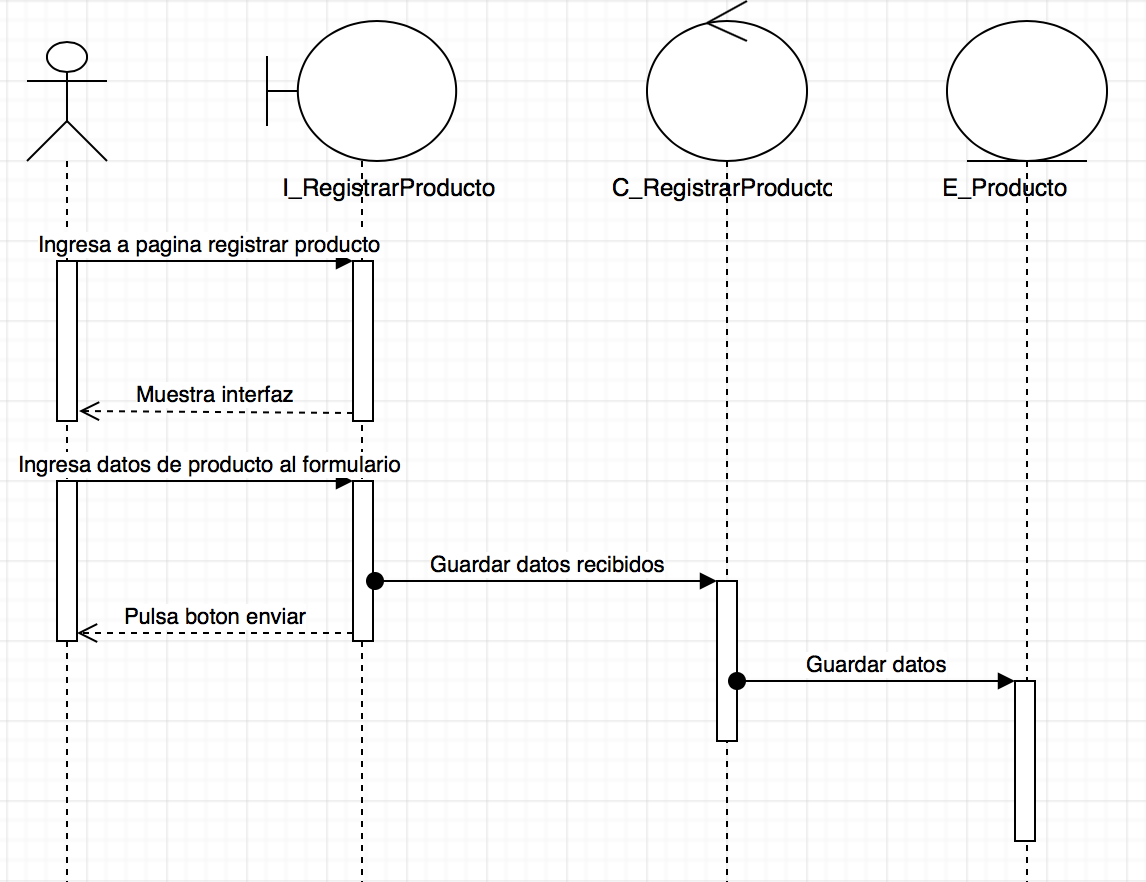 I_RegistrarProducto
C_RegistrarProducto
E_Producto
Ingresa a pagina registrar producto
Muestra interfaz
Ingresa datos de producto al formulario
Guardar datos recibidos
Pulsa boton enviar
Guardar datos